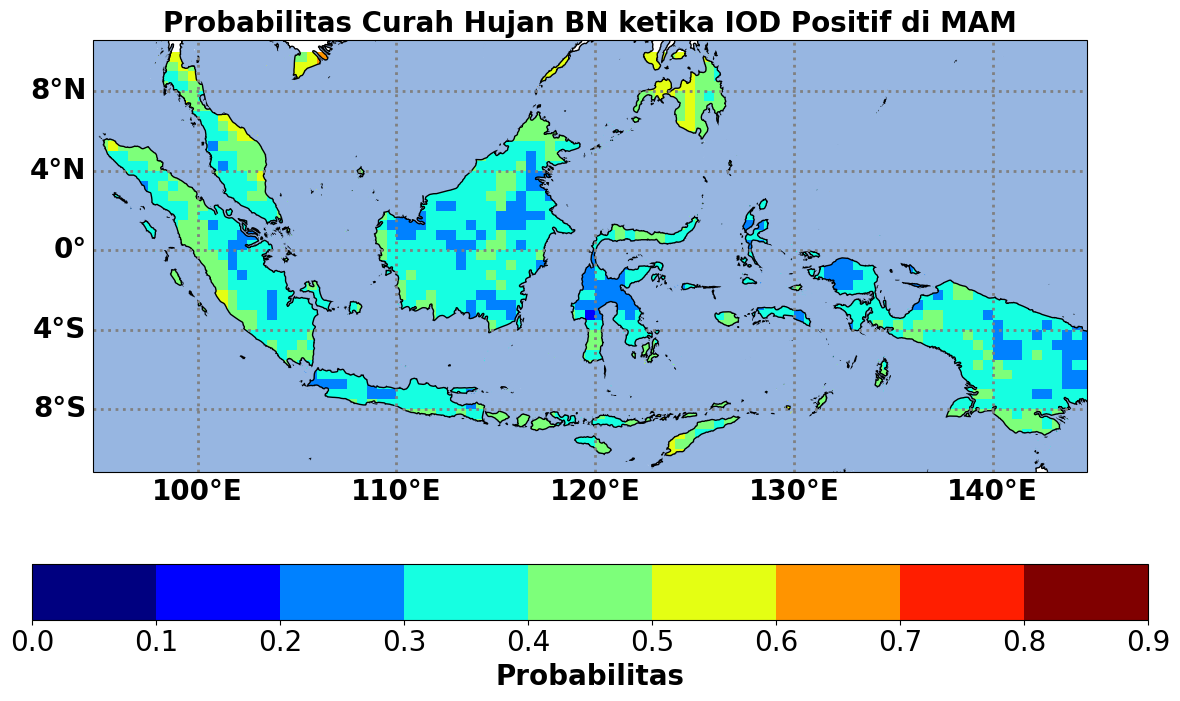 Probabilitas Curah Hujan BN ketika IOD Positif di MAM
8°N
4°N
0°
4°S
8°S
100°E 110°E 120°E 130°E 140°E
0.0 0.1 0.2 0.3 0.4 0.5 0.6 0.7 0.8 0.9
Probabilitas